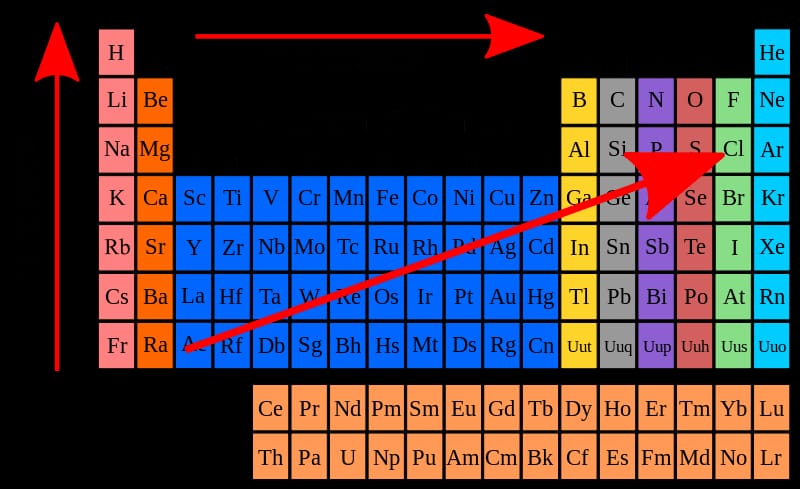 H He
Li Be B C N O F Ne
Na Mg Al Si P S Cl Ar
K Ca Sc Ti V Cr Mn Fe Co Ni Cu Zn Ga Ge Se Br Kr
Rb Sr Y Zr Nb Mo Tc Ru Rh Pd Ag Cd In Sn Sb Te I Xe
Cs Ba La Hf Ta W Re Os Ir Pt Au Hg Tl Pb Bi Po At Rn
Fr Ra Ac Rf Db Sg Bh Hs Mt Ds Rg Cn Uut Uuq Uup Uuh Uus Uuo
Ce Pr Nd Pm Sm Eu Gd Tb Dy Ho Er Tm Yb Lu
Th Pa U Np Pu Am Cm Bk Cf Es Fm Md No Lr